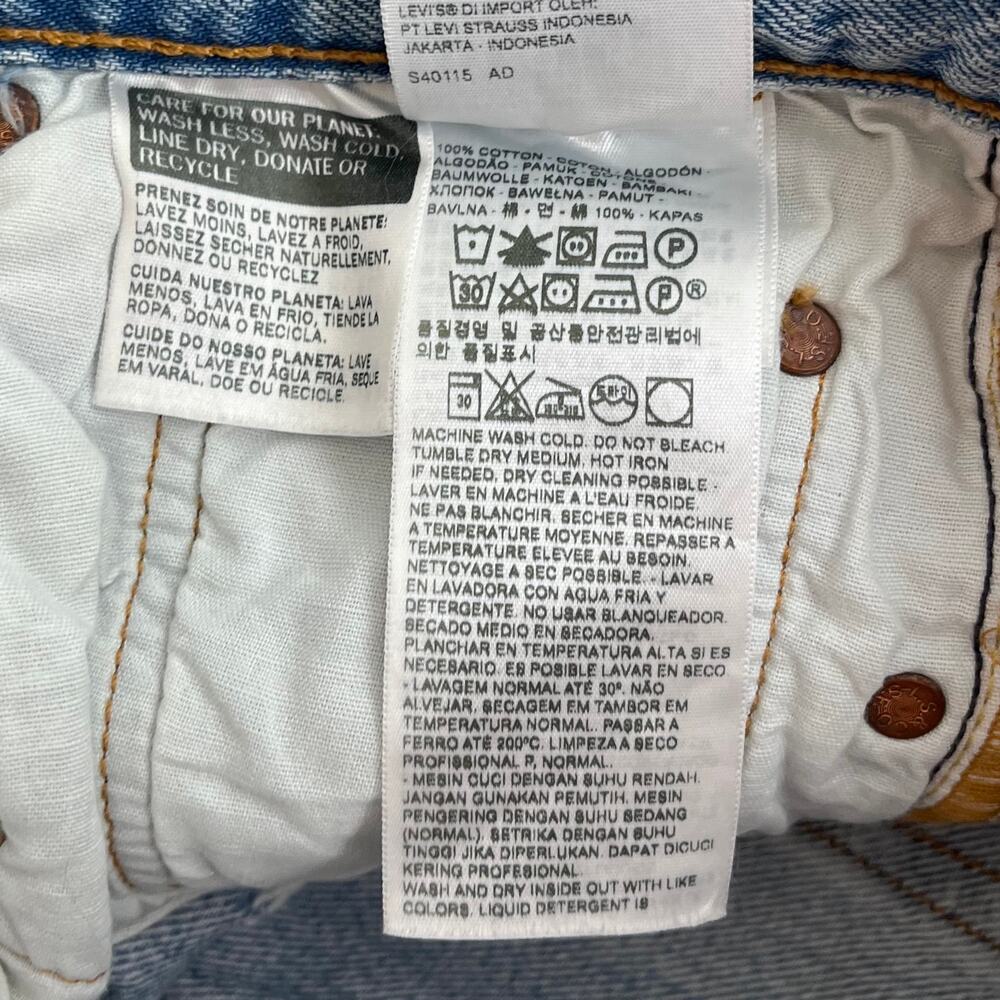 LEVI'S® DI IMPORT OLEH:
PT LEVI STRAUSS INDONESIA
JAKARTA - INDONESIA
S40115 AD
CARE FOR OUR PLANET:
WASH LESS, WASH COLD,
LINE DRY, DONATE OR
RECYCLE
PRENEZ SOIN DE NOTRE PLANETE:
LAVEZ MOINS, LAVEZ A FROID,
LAISSEZ SECHER NATURELLEMENT,
DONNEZ OU RECYCLEZ
CUIDA NUESTRO PLANETA: LAVA
MENOS, LAVA EN FRIO, TIENDE LA
ROPA, DONA O RECICLA.
CUIDE DO NOSSO PLANETA: LAVE
MENOS, LAVE EM ÁGUA FRIA, SEQUE
EM VARAL, DOE OU RECICLE.
100% COTTON - COTON - ALGODÓN -
ALGODÃO - PAMUK - COTONE -
BAUMWOLLE - KATOEN - BAMBAKI -
ХЛОПОК - BAWEŁNA - PAMUT -
BAVLNA - 棉 - 면 - 綿 100% - KAPAS
P
30 P ®
품질경영 및 공산품안전관리법에
의한 품질표시
30
MACHINE WASH COLD. DO NOT BLEACH
TUMBLE DRY MEDIUM. HOT IRON
IF NEEDED. DRY CLEANING POSSIBLE. -
LAVER EN MACHINE A L'EAU FROIDE.
NE PAS BLANCHIR. SECHER EN MACHINE
A TEMPERATURE MOYENNE. REPASSER A
TEMPERATURE ELEVEE AU BESOIN.
NETTOYAGE A SEC POSSIBLE. - LAVAR
EN LAVADORA CON AGUA FRIA Y
DETERGENTE. NO USAR BLANQUEADOR.
SECADO MEDIO EN SECADORA.
PLANCHAR EN TEMPERATURA ALTA SI ES
NECESARIO. ES POSIBLE LAVAR EN SECO
- LAVAGEM NORMAL ATÉ 30º. NÃO
ALVEJAR. SECAGEM EM TAMBOR EM
TEMPERATURA NORMAL. PASSAR A
FERRO ATÉ 200ºC. LIMPEZA A SECO
PROFISSIONAL P, NORMAL.
- MESIN CUCI DENGAN SUHU RENDAH.
JANGAN GUNAKAN PEMUTIH. MESIN
PENGERING DENGAN SUHU SEDANG
(NORMAL). SETRIKA DENGAN SUHU
TINGGI JIKA DIPERLUKAN. DAPAT DICUCI
KERING PROFESIONAL.
WASH AND DRY INSIDE OUT WITH LIKE
COLORS. LIQUID DETERGENT IS